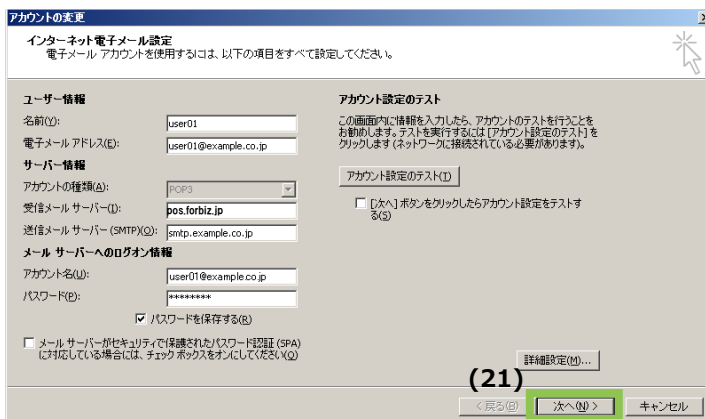 アカウントの変更
インターネット電子メール設定
電子メール アカウントを使用するには、以下の項目をすべて設定してください。
ユーザー情報
名前(Y): user01
電子メール アドレス(E): user01@example.co.jp
サーバー情報
アカウントの種類(A): POP3
受信メール サーバー(I): pos.forbiz.jp
送信メール サーバー (SMTP)(O): smtp.example.co.jp
メール サーバーへのログオン情報
アカウント名(U): user01@example.co.jp
パスワード(P): ********
パスワードを保存する(R)
メール サーバーがセキュリティで保護されたパスワード認証 (SPA)
に対応している場合には、チェック ボックスをオンにしてください(Q)
アカウント設定のテスト
この画面内に情報を入力したら、アカウントのテストを行うことを
お勧めします。テストを実行するには [アカウント設定のテスト] を
クリックします (ネットワークに接続されている必要があります)。
アカウント設定のテスト(T)
[次へ] ボタンをクリックしたらアカウント設定をテストす
る(S)
詳細設定(M)...
(21)
< 戻る(B) 次へ(N) > キャンセル